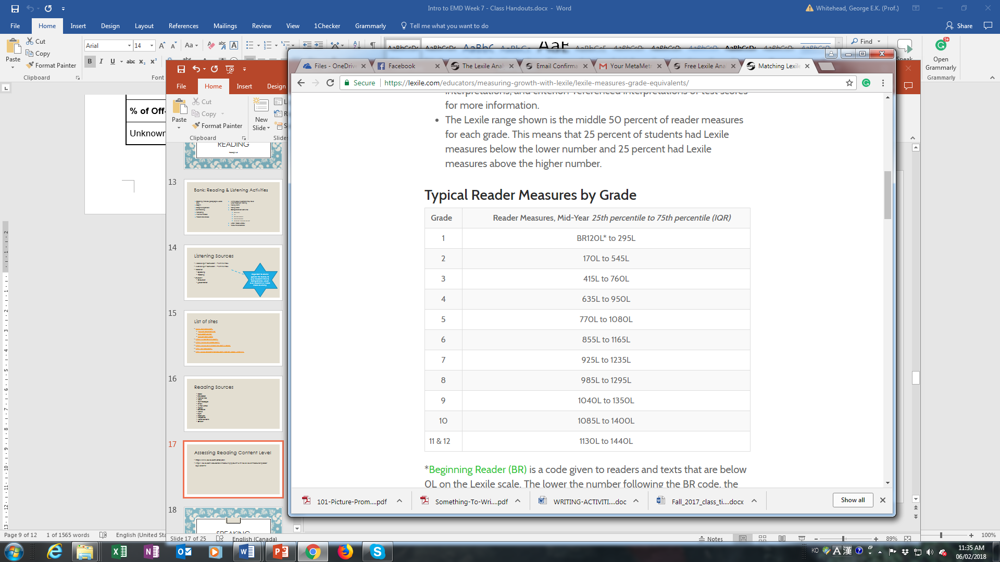 Intro to EMD Week 7 - Class Handouts.docx - Word
Whitehead, George E.K. (Prof.)
File Home Insert Design Layout References Mailings Review View 1Checker Grammarly Tell me what you want to do
Share
Paste
Cut
Copy
Format Painter
Clipboard
Arial 14
Font
Find
Open Grammarly
Grammarly
% of Off-
Unknown
File Home Insert Design
Paste
Cut
Copy
Format Painter
Clipboard
New Slide
Slides
READING
13
Bank: Reading & Listening Activities
14
Listening Sources
15
List of sites
16
Reading Sources
17
Assessing Reading Content Level
18
SPEAKING
Files - OneDriv
Facebook
The Lexile Anal
Email Confirma
Your MetaMet
Free Lexile Ana
Matching Lexile
Secure https://lexile.com/educators/measuring-growth-with-lexile/lexile-measures-grade-equivalents/
interpretations, and criterion-referenced interpretations of test scores
for more information.
• The Lexile range shown is the middle 50 percent of reader measures
for each grade. This means that 25 percent of students had Lexile
measures below the lower number and 25 percent had Lexile
measures above the higher number.
Typical Reader Measures by Grade
Grade Reader Measures, Mid-Year 25th percentile to 75th percentile (IQR)
1 BR120L* to 295L
2 170L to 545L
3 415L to 760L
4 635L to 950L
5 770L to 1080L
6 855L to 1165L
7 925L to 1235L
8 985L to 1295L
9 1040L to 1350L
10 1085L to 1400L
11 & 12 1130L to 1440L
*Beginning Reader (BR) is a code given to readers and texts that are below
0L on the Lexile scale. The lower the number following the BR code, the
101-Picture-Prom....pdf
Something-To-Wri....pdf
WRITING-ACTIVITI....doc
Fall_2017_class_ti....docx
Show all
Slide 17 of 25 English (Canada)
Notes
89%
Page 9 of 12 1 of 1565 words English (United Sta
100%
KO
A 漢
11:35 AM
06/02/2018